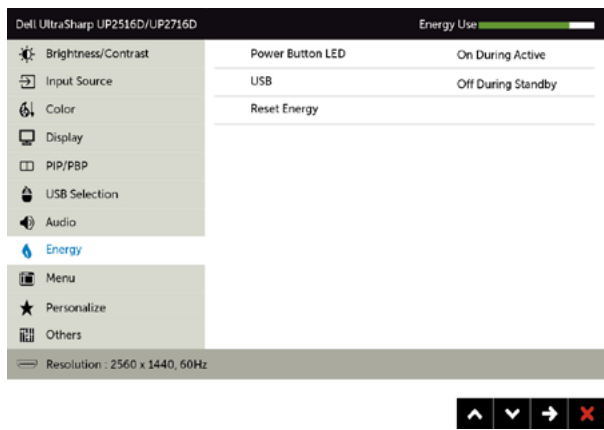 Dell UltraSharp UP2516D/UP2716D Energy Use
Brightness/Contrast Power Button LED On During Active
Input Source USB Off During Standby
Color Reset Energy
Display
PIP/PBP
USB Selection
Audio
Energy
Menu
Personalize
Others
Resolution : 2560 x 1440, 60Hz